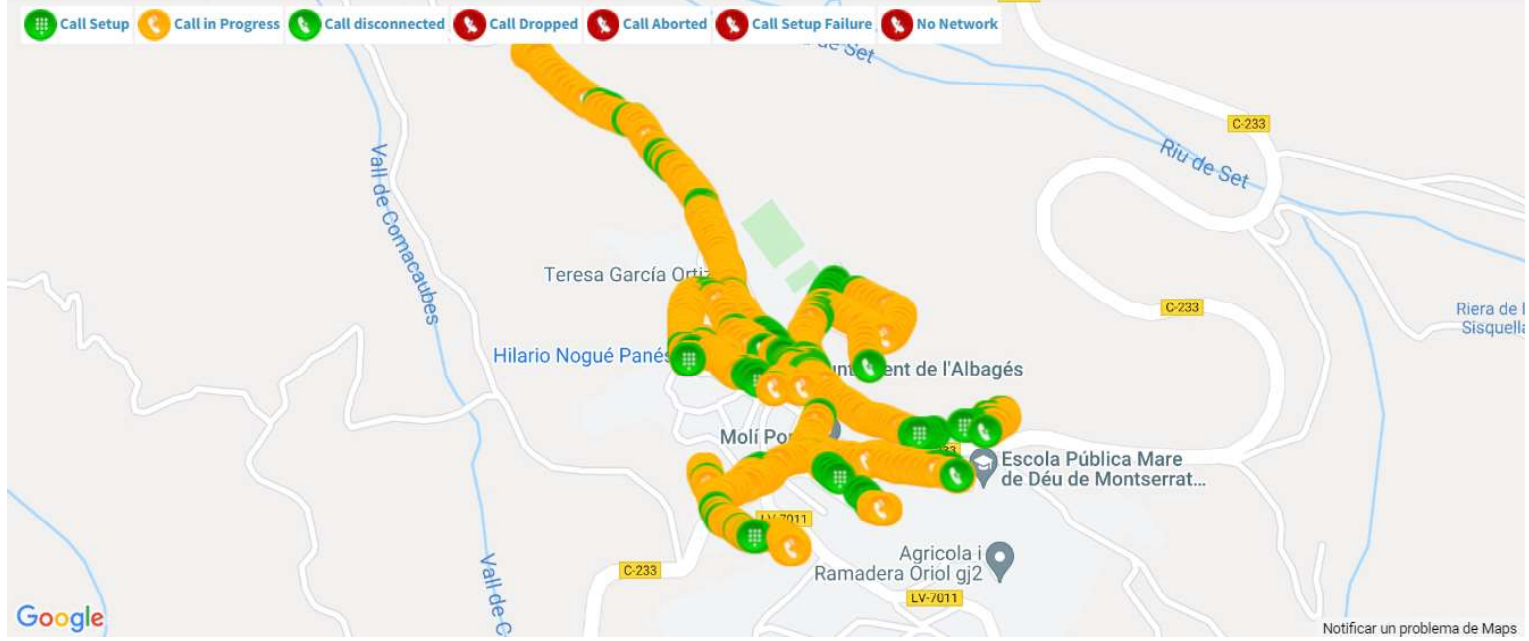 Call Setup
Call in Progress
Call disconnected
Call Dropped
Call Aborted
Call Setup Failure
No Network
de Set
C-233
Riu de Set
Vall de Comacaubes
Teresa García Ortiz
C-233
Riera de l
Sisquella
Hilario Nogué Panés
ent de l'Albagés
Molí
33
Escola Pública Mare
de Déu de Montserrat...
LV-7011
Agricola i
Ramadera Oriol gj2
C-233
Vall de C
LV-7011
Google
Notificar un problema de Maps